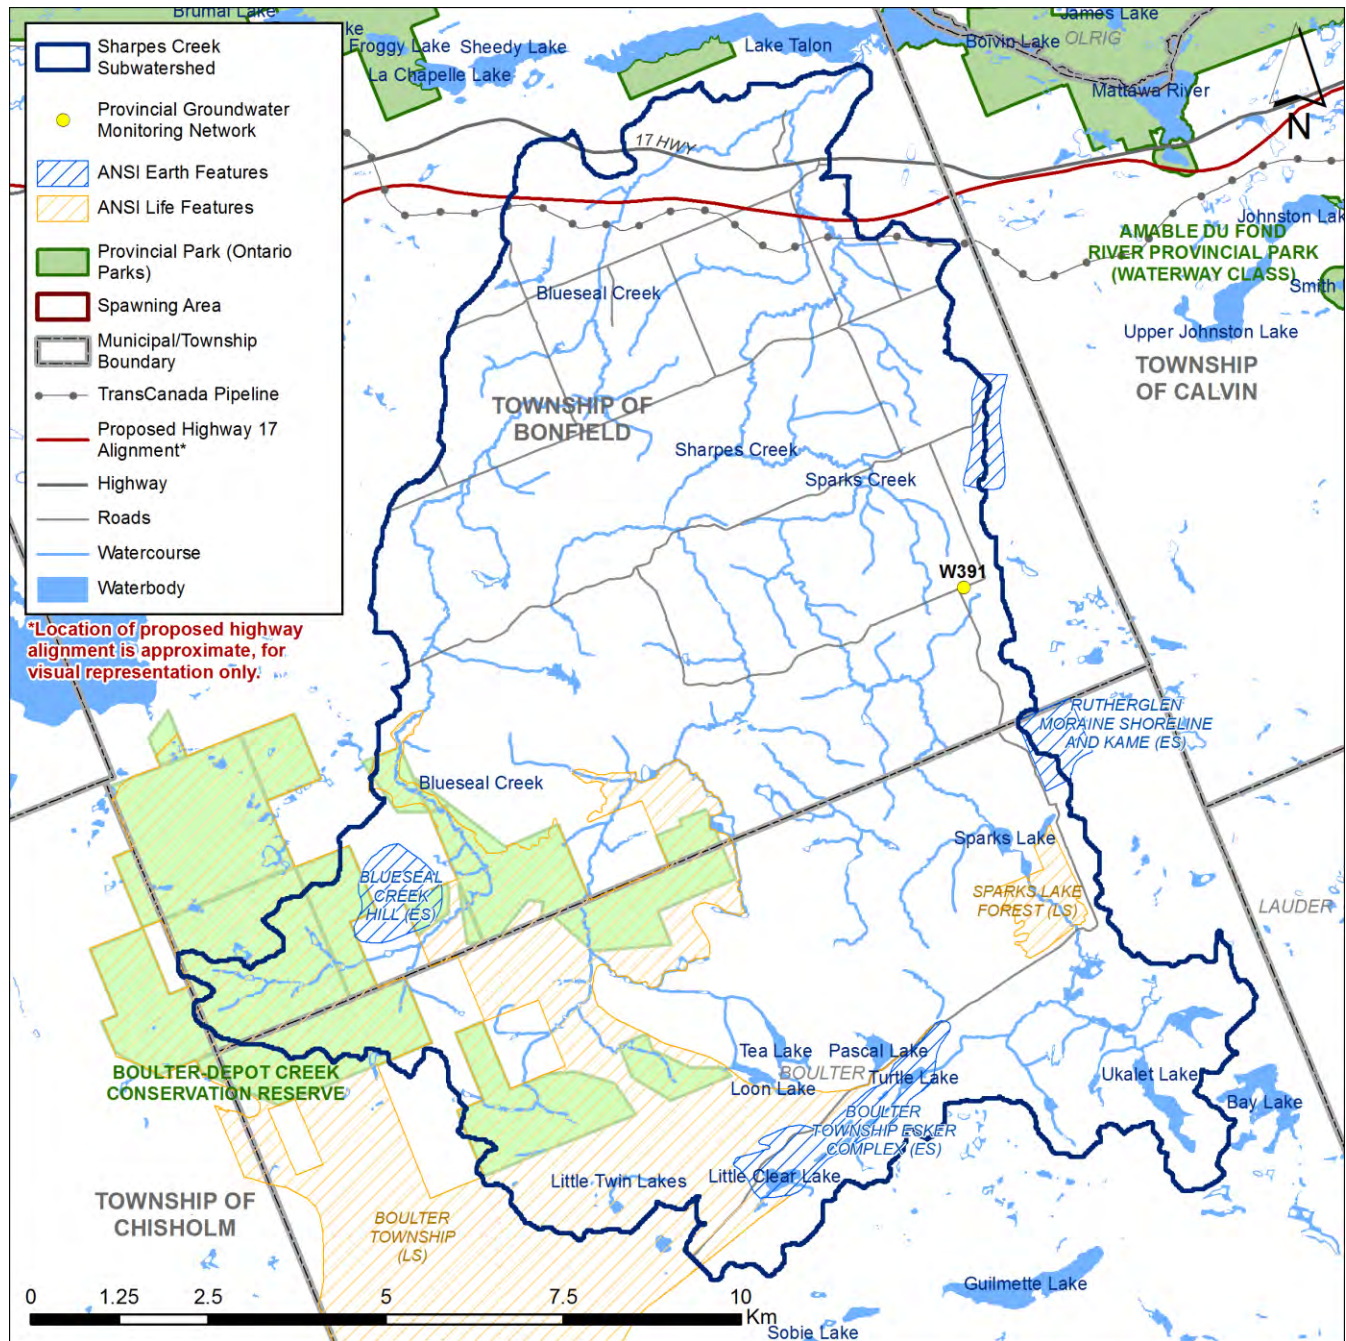 Brumal Lake
ke
Froggy Lake
Sheedy Lake
La Chapelle Lake
Lake Talon
Boivin Lake
James Lake
OLRIG
Mattawa River
N
Sharpes Creek
Subwatershed
Provincial Groundwater
Monitoring Network
ANSI Earth Features
ANSI Life Features
Provincial Park (Ontario
Parks)
Spawning Area
Municipal/Township
Boundary
TransCanada Pipeline
Proposed Highway 17
Alignment*
Highway
Roads
Watercourse
Waterbody
*Location of proposed highway
alignment is approximate, for
visual representation only.
17 HWY
Johnston Lak
AMABLE DU FOND
RIVER PROVINCIAL PARK
(WATERWAY CLASS)
Smith
Upper Johnston Lake
TOWNSHIP
OF CALVIN
Blueseal Creek
TOWNSHIP OF
BONFIELD
Sharpes Creek
Sparks Creek
W391
RUTHERGLEN
MORAINE SHORELINE
AND KAME (ES)
Blueseal Creek
Sparks Lake
BLUESEAL
CREEK
HILL (ES)
SPARKS LAKE
FOREST (LS)
LAUDER
Tea Lake
Pascal Lake
BOULTER
Loon Lake
Turtle Lake
Ukalet Lake
Bay Lake
BOULTER-DEPOT CREEK
CONSERVATION RESERVE
BOULTER
TOWNSHIP ESKER
COMPLEX (ES)
Little Twin Lakes
Little Clear Lake
TOWNSHIP OF
CHISHOLM
BOULTER
TOWNSHIP
(LS)
Guilmette Lake
Sobie Lake
0 1.25 2.5 5 7.5 10
Km